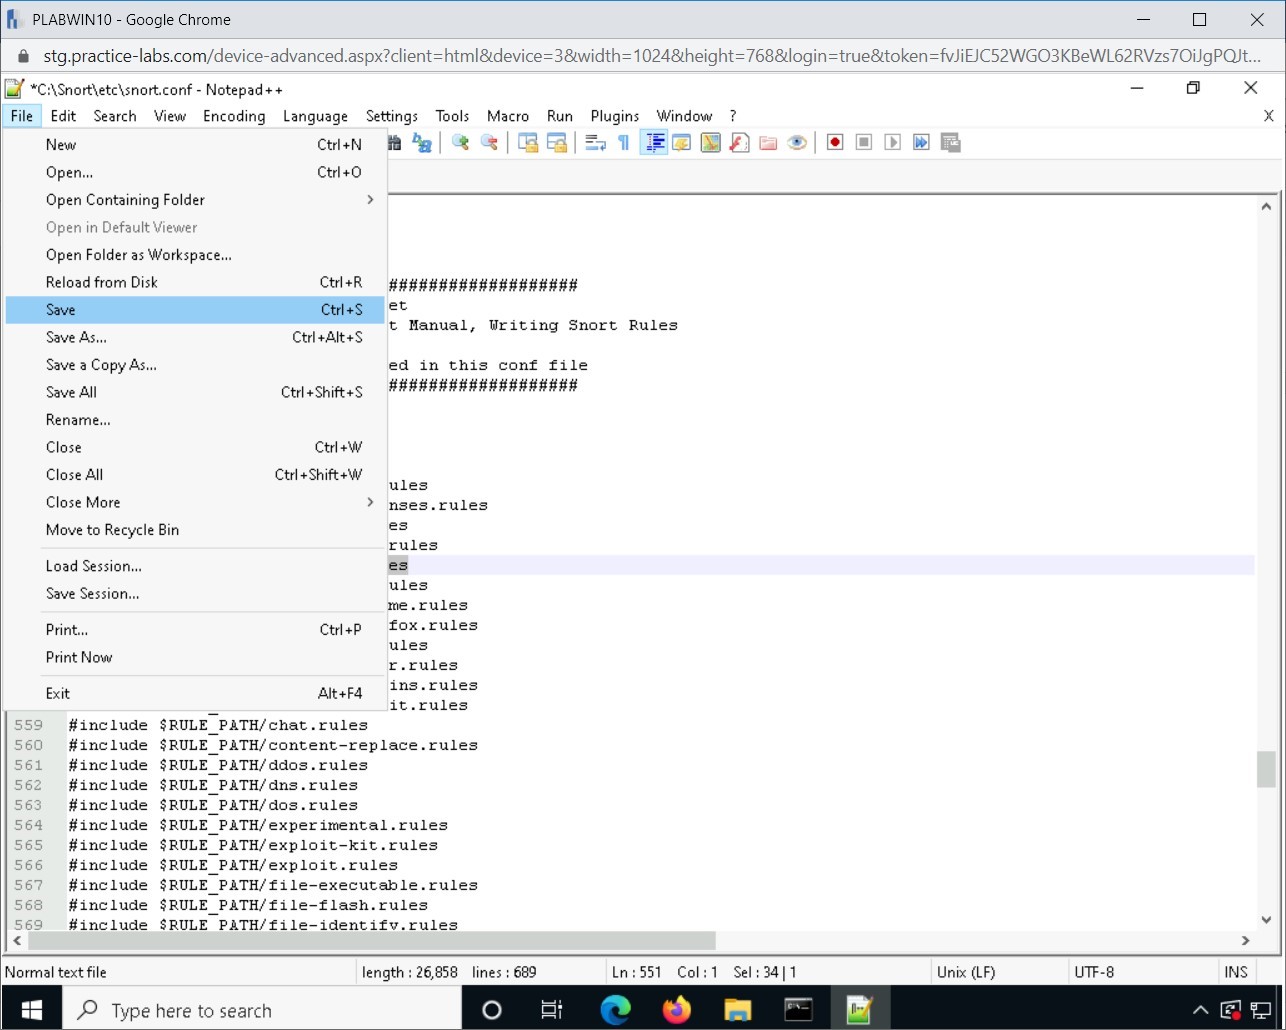 PLABWIN10 - Google Chrome
stg.practice-labs.com/device-advanced.aspx?client=html&device=3&width=1024&height=768&login=true&token=fvJiEJC52WGO3KBeWL62RVzs7OiJgPQJt...
*C:\Snort\etc\snort.conf - Notepad++
File Edit Search View Encoding Language Settings Tools Macro Run Plugins Window ? X
New Ctrl+N
Open... Ctrl+O
Open Containing Folder
Open in Default Viewer
Open Folder as Workspace...
Reload from Disk Ctrl+R
Save Ctrl+S
Save As... Ctrl+Alt+S
Save a Copy As...
Save All Ctrl+Shift+S
Rename...
Close Ctrl+W
Close All Ctrl+Shift+W
Close More
Move to Recycle Bin
Load Session...
Save Session...
Print... Ctrl+P
Print Now
Exit Alt+F4
###################
et
t Manual, Writing Snort Rules
ed in this conf file
###################
ules
nses.rules
es
rules
es
ules
me.rules
fox.rules
ules
r.rules
ins.rules
it.rules
559 #include $RULE_PATH/chat.rules
560 #include $RULE_PATH/content-replace.rules
561 #include $RULE_PATH/ddos.rules
562 #include $RULE_PATH/dns.rules
563 #include $RULE_PATH/dos.rules
564 #include $RULE_PATH/experimental.rules
565 #include $RULE_PATH/exploit-kit.rules
566 #include $RULE_PATH/exploit.rules
567 #include $RULE_PATH/file-executable.rules
568 #include $RULE_PATH/file-flash.rules
569 #include $RULE_PATH/file-identify.rules
Normal text file length : 26,858 lines : 689 Ln : 551 Col : 1 Sel : 34 | 1 Unix (LF) UTF-8 INS
Type here to search